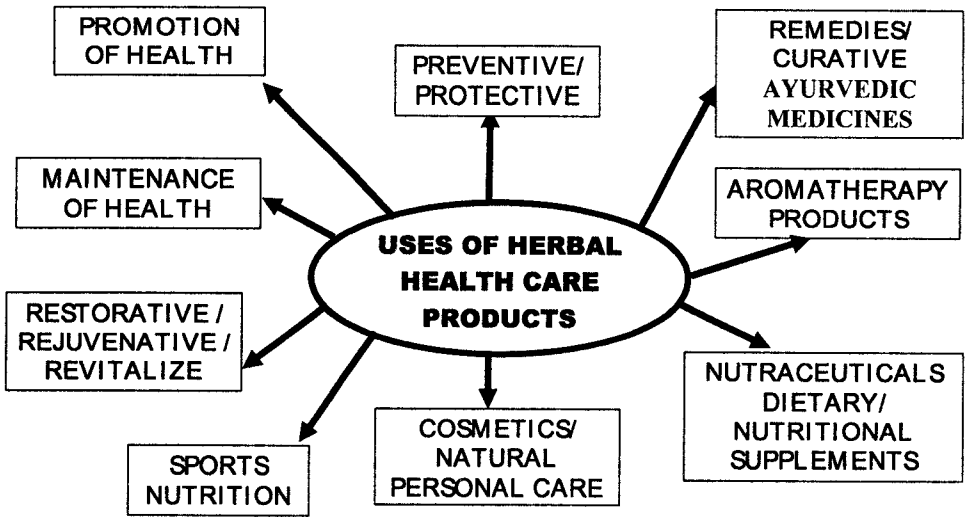 PROMOTION
OF HEALTH
PREVENTIVE/
PROTECTIVE
REMEDIES/
CURATIVE
AYURVEDIC
MEDICINES
MAINTENANCE
OF HEALTH
AROMATHERAPY
PRODUCTS
USES OF HERBAL
HEALTH CARE
PRODUCTS
RESTORATIVE /
REJUVENATIVE /
REVITALIZE
NUTRACEUTICALS
DIETARY/
NUTRITIONAL
SUPPLEMENTS
SPORTS
NUTRITION
COSMETICS/
NATURAL
PERSONAL CARE